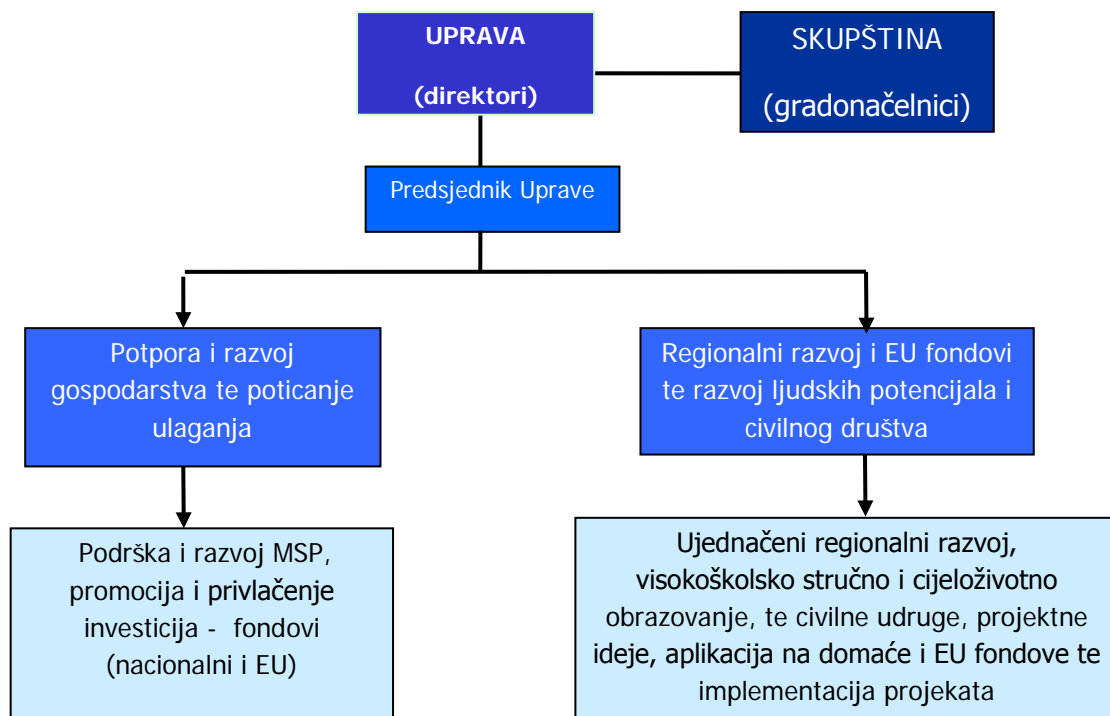 UPRAVA
(direktori)
SKUPŠTINA
(gradonačelnici)
Predsjednik Uprave
Potpora i razvoj
gospodarstva te poticanje
ulaganja
Regionalni razvoj i EU fondovi
te razvoj ljudskih potencijala i
civilnog društva
Podrška i razvoj MSP,
promocija i privlačenje
investicija - fondovi
(nacionalni i EU)
Ujednačeni regionalni razvoj,
visokoškolsko stručno i cijeloživotno
obrazovanje, te civilne udruge, projektne
ideje, aplikacija na domaće i EU fondove te
implementacija projekata